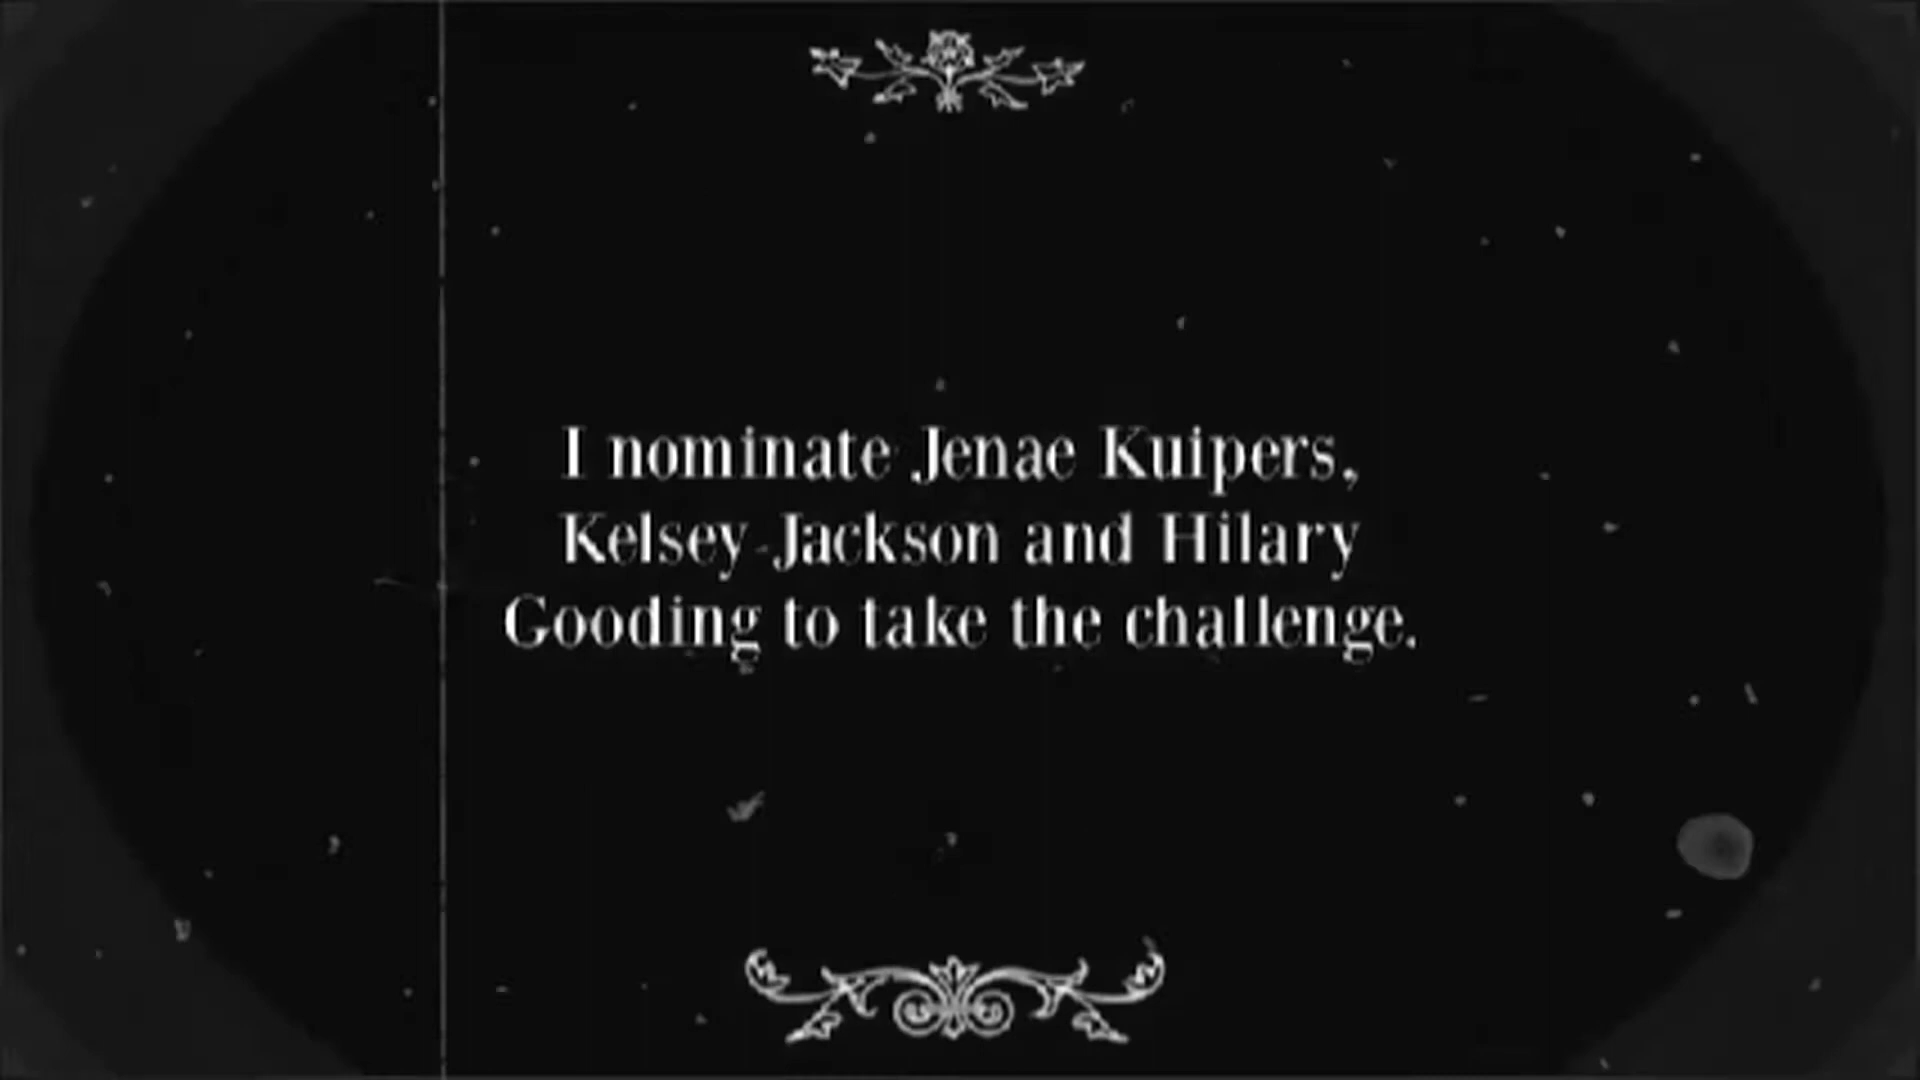 I nominate Jenae Kuipers,
Kelsey Jackson and Hilary
Gooding to take the challenge.